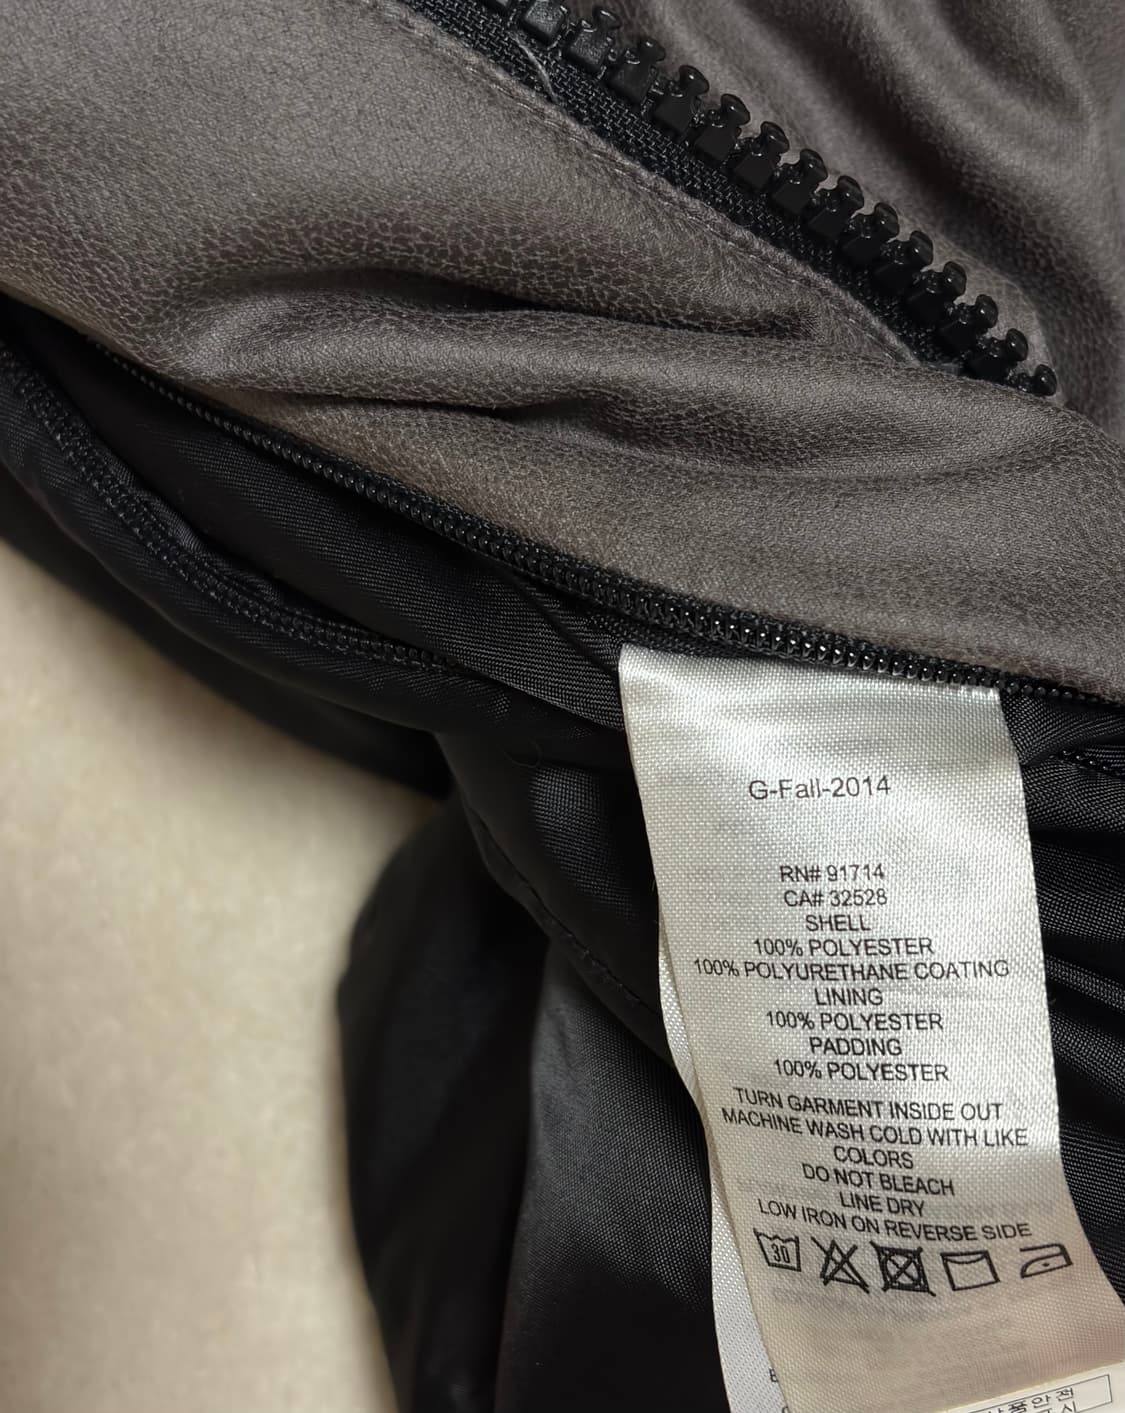 G-Fall-2014
RN# 91714
CA# 32528
SHELL
100% POLYESTER
100% POLYURETHANE COATING
LINING
100% POLYESTER
PADDING
100% POLYESTER
TURN GARMENT INSIDE OUT
MACHINE WASH COLD WITH LIKE
COLORS
DO NOT BLEACH
LINE DRY
LOW IRON ON REVERSE SIDE
30